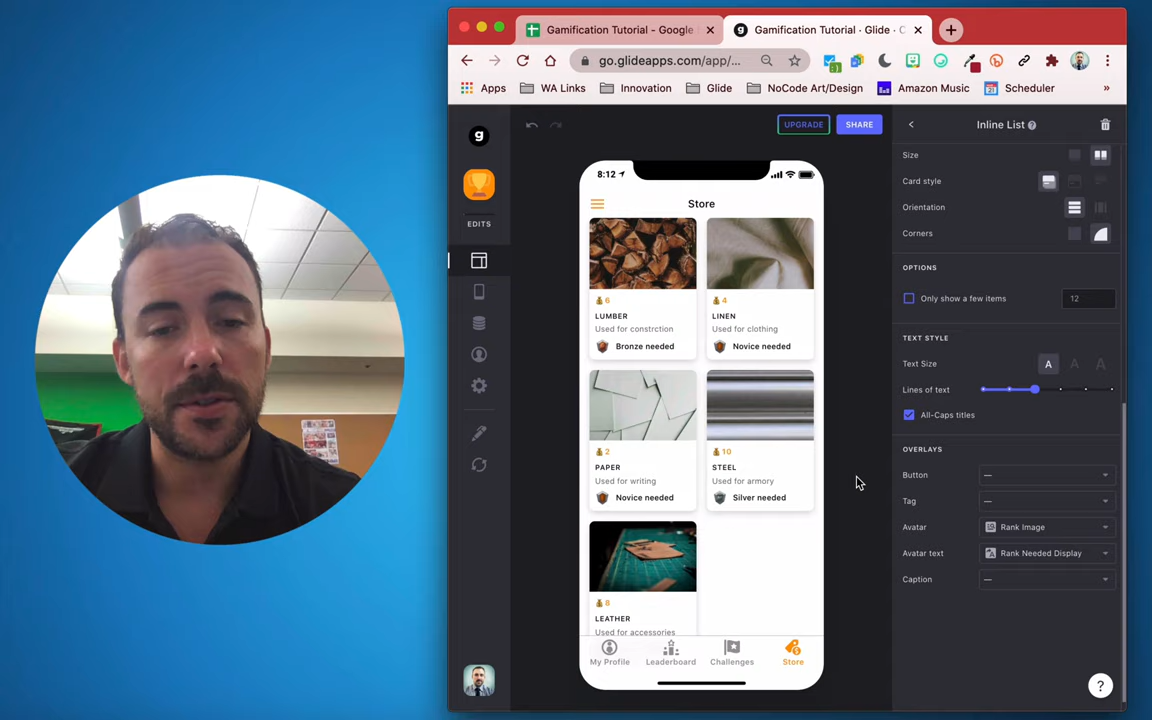 Gamification Tutorial - Google
Gamification Tutorial · Glide · C
go.glideapps.com/app/...
Apps
WA Links
Innovation
Glide
NoCode Art/Design
Amazon Music
Scheduler
»
g
EDITS
UPGRADE
SHARE
Inline List
8:12
Store
6
LUMBER
Used for constrction
Bronze needed
4
LINEN
Used for clothing
Novice needed
2
PAPER
Used for writing
Novice needed
10
STEEL
Used for armory
Silver needed
8
LEATHER
Used for accessories
My Profile
Leaderboard
Challenges
Store
Size
Card style
Orientation
Corners
OPTIONS
Only show a few items
12
TEXT STYLE
Text Size
A A A
Lines of text
All-Caps titles
OVERLAYS
Button —
Tag —
Avatar Rank Image
Avatar text Rank Needed Display
Caption —
?